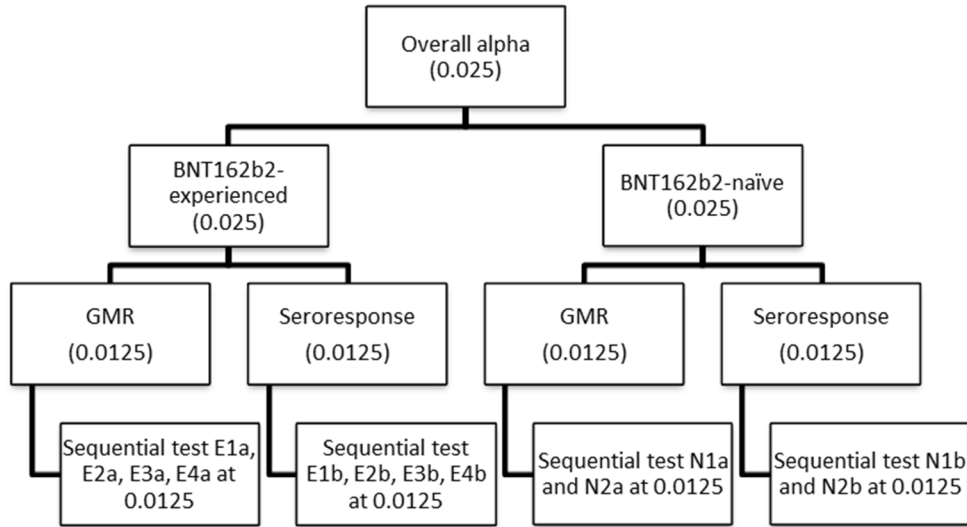 Overall alpha
(0.025)
BNT162b2-
experienced
(0.025)
BNT162b2-naïve
(0.025)
GMR
(0.0125)
Seroresponse
(0.0125)
GMR
(0.0125)
Seroresponse
(0.0125)
Sequential test E1a,
E2a, E3a, E4a at
0.0125
Sequential test
E1b, E2b, E3b, E4b
at 0.0125
Sequential test N1a
and N2a at 0.0125
Sequential test N1b
and N2b at 0.0125